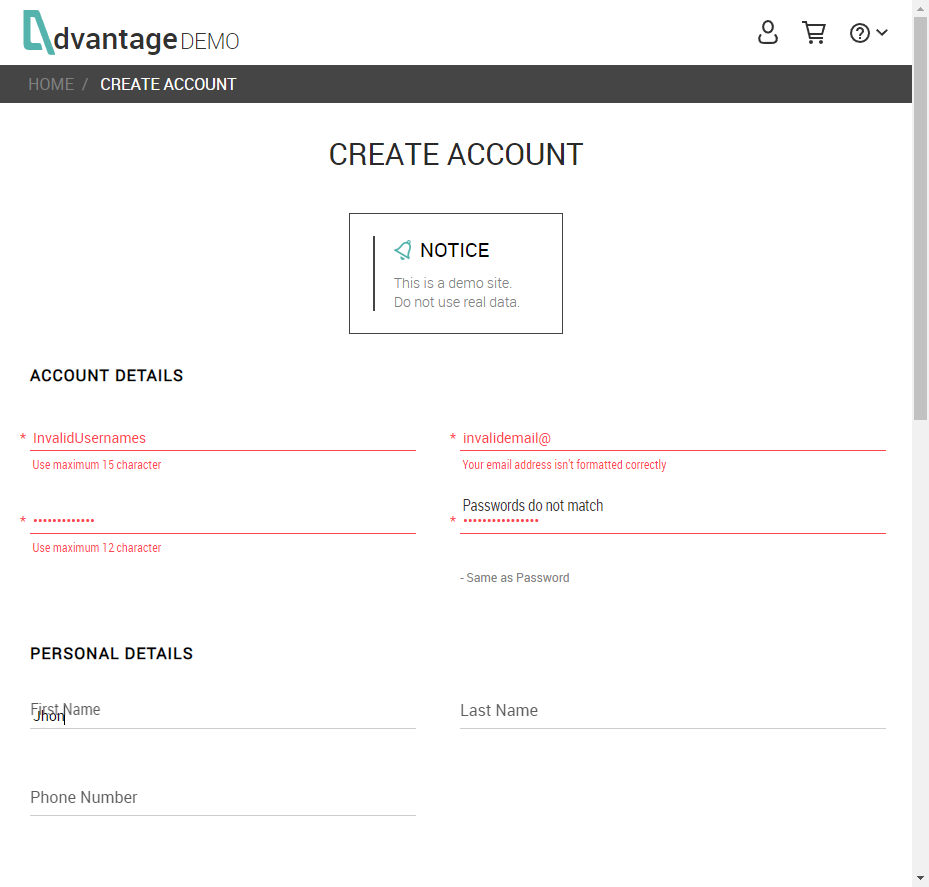 dvantage DEMO
HOME / CREATE ACCOUNT
CREATE ACCOUNT
NOTICE
This is a demo site.
Do not use real data.
ACCOUNT DETAILS
* InvalidUsernames
* invalidemail@
Use maximum 15 character
Your email address isn't formatted correctly
Passwords do not match
* •••••••••••••
* ••••••••••••••••
Use maximum 12 character
- Same as Password
PERSONAL DETAILS
First Name
Jhon
Last Name
Phone Number